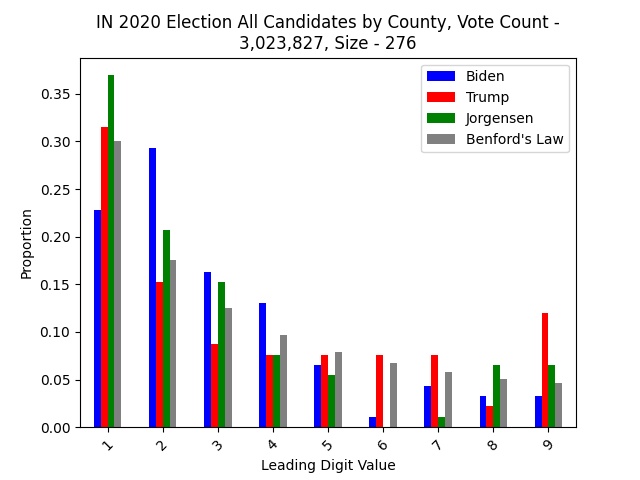 IN 2020 Election All Candidates by County, Vote Count -
3,023,827, Size - 276
Biden
Trump
Jorgensen
Benford's Law
Proportion
0.35
0.30
0.25
0.20
0.15
0.10
0.05
0.00
1 2 3 4 5 6 7 8 9
Leading Digit Value